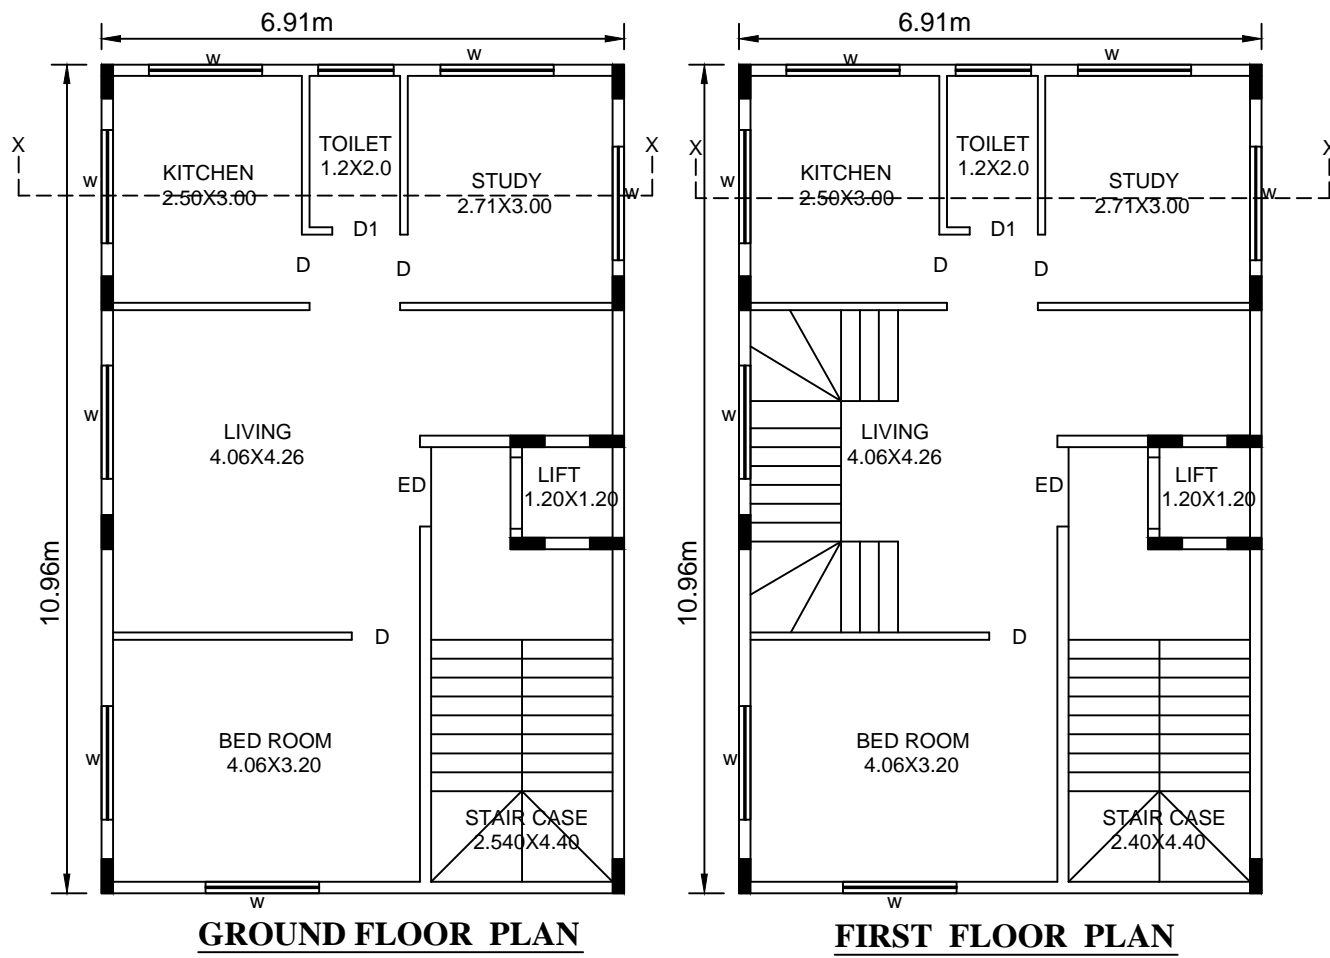 6.91m
w
w
X
X
KITCHEN
2.50X3.00
TOILET
1.2X2.0
STUDY
2.71X3.00
w
w
D1
D
D
w
LIVING
4.06X4.26
ED
LIFT
1.20X1.20
10.96m
D
BED ROOM
4.06X3.20
w
STAIR CASE
2.540X4.40
w
GROUND FLOOR PLAN
6.91m
w
w
X
X
KITCHEN
2.50X3.00
TOILET
1.2X2.0
STUDY
2.71X3.00
w
w
D1
D
D
w
LIVING
4.06X4.26
ED
LIFT
1.20X1.20
10.96m
D
BED ROOM
4.06X3.20
w
STAIR CASE
2.40X4.40
w
FIRST FLOOR PLAN